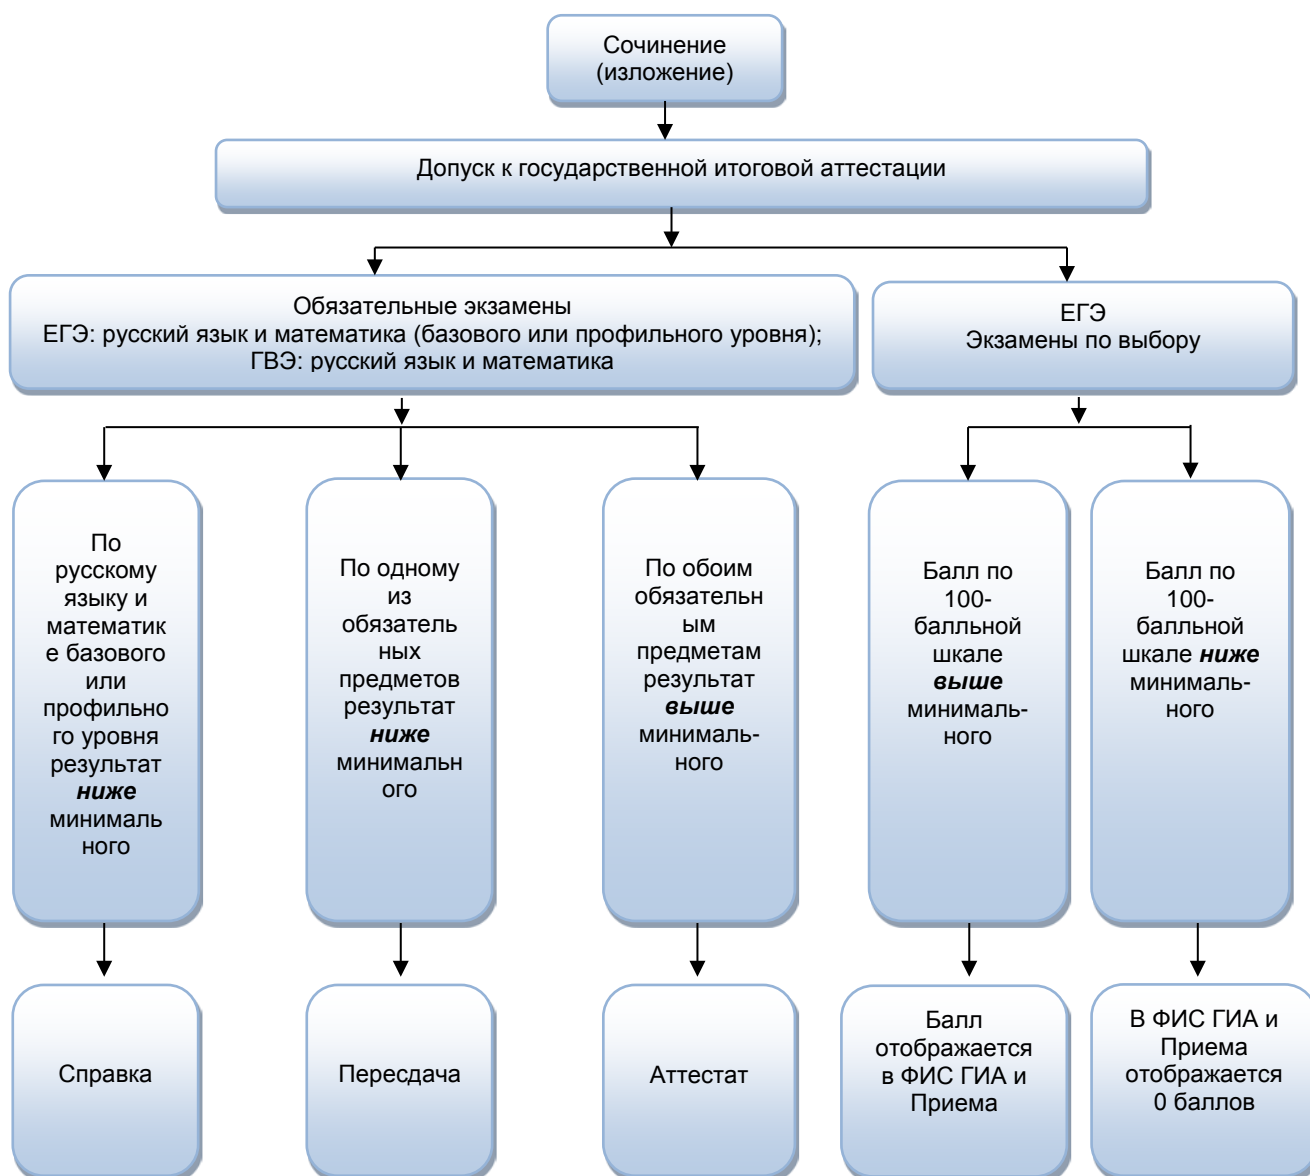 Сочинение
(изложение)
Допуск к государственной итоговой аттестации
Обязательные экзамены
ЕГЭ: русский язык и математика (базового или профильного уровня);
ГВЭ: русский язык и математика
ЕГЭ
Экзамены по выбору
По
русскому
языку и
математик
е базового
или
профильно
го уровня
результат
ниже
минималь
ного
По одному
из
обязатель
ных
предметов
результат
ниже
минимальн
ого
По обоим
обязательн
ым
предметам
результат
выше
минималь-
ного
Балл по
100-
балльной
шкале
выше
минималь-
ного
Балл по
100-
балльной
шкале ниже
минималь-
ного
Справка
Пересдача
Аттестат
Балл
отображается
в ФИС ГИА и
Приема
В ФИС ГИА и
Приема
отображается
0 баллов